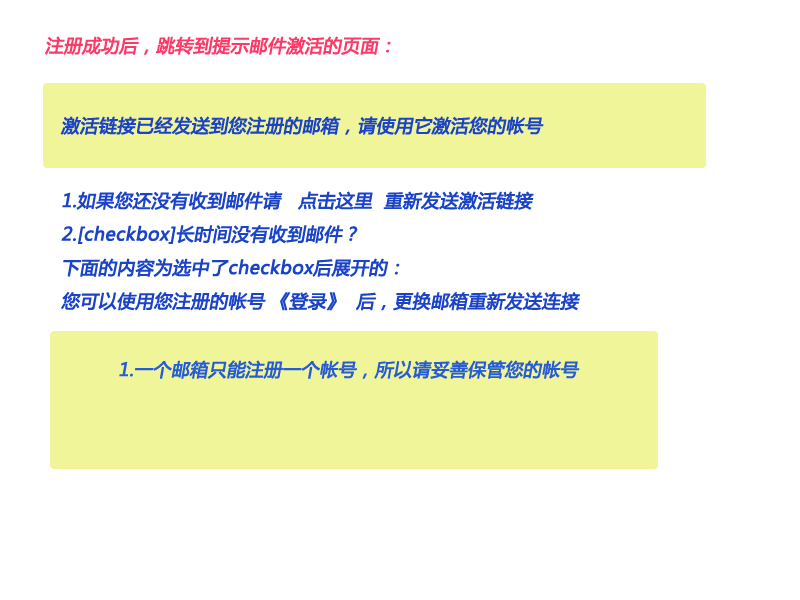 注册成功后，跳转到提示邮件激活的页面：
激活链接已经发送到您注册的邮箱，请使用它激活您的帐号
1.如果您还没有收到邮件请 点击这里 重新发送激活链接
2.[checkbox]长时间没有收到邮件？
下面的内容为选中了checkbox后展开的：
您可以使用您注册的帐号《登录》 后，更换邮箱重新发送连接
1.一个邮箱只能注册一个帐号，所以请妥善保管您的帐号